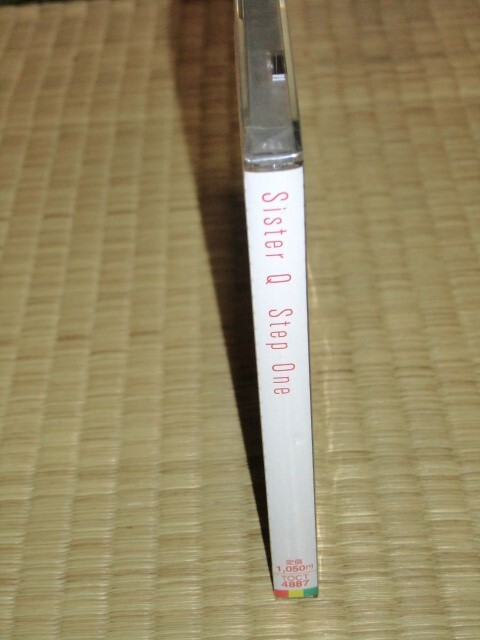 Sister Q Step One
定価
1,050円
TOCT
4887